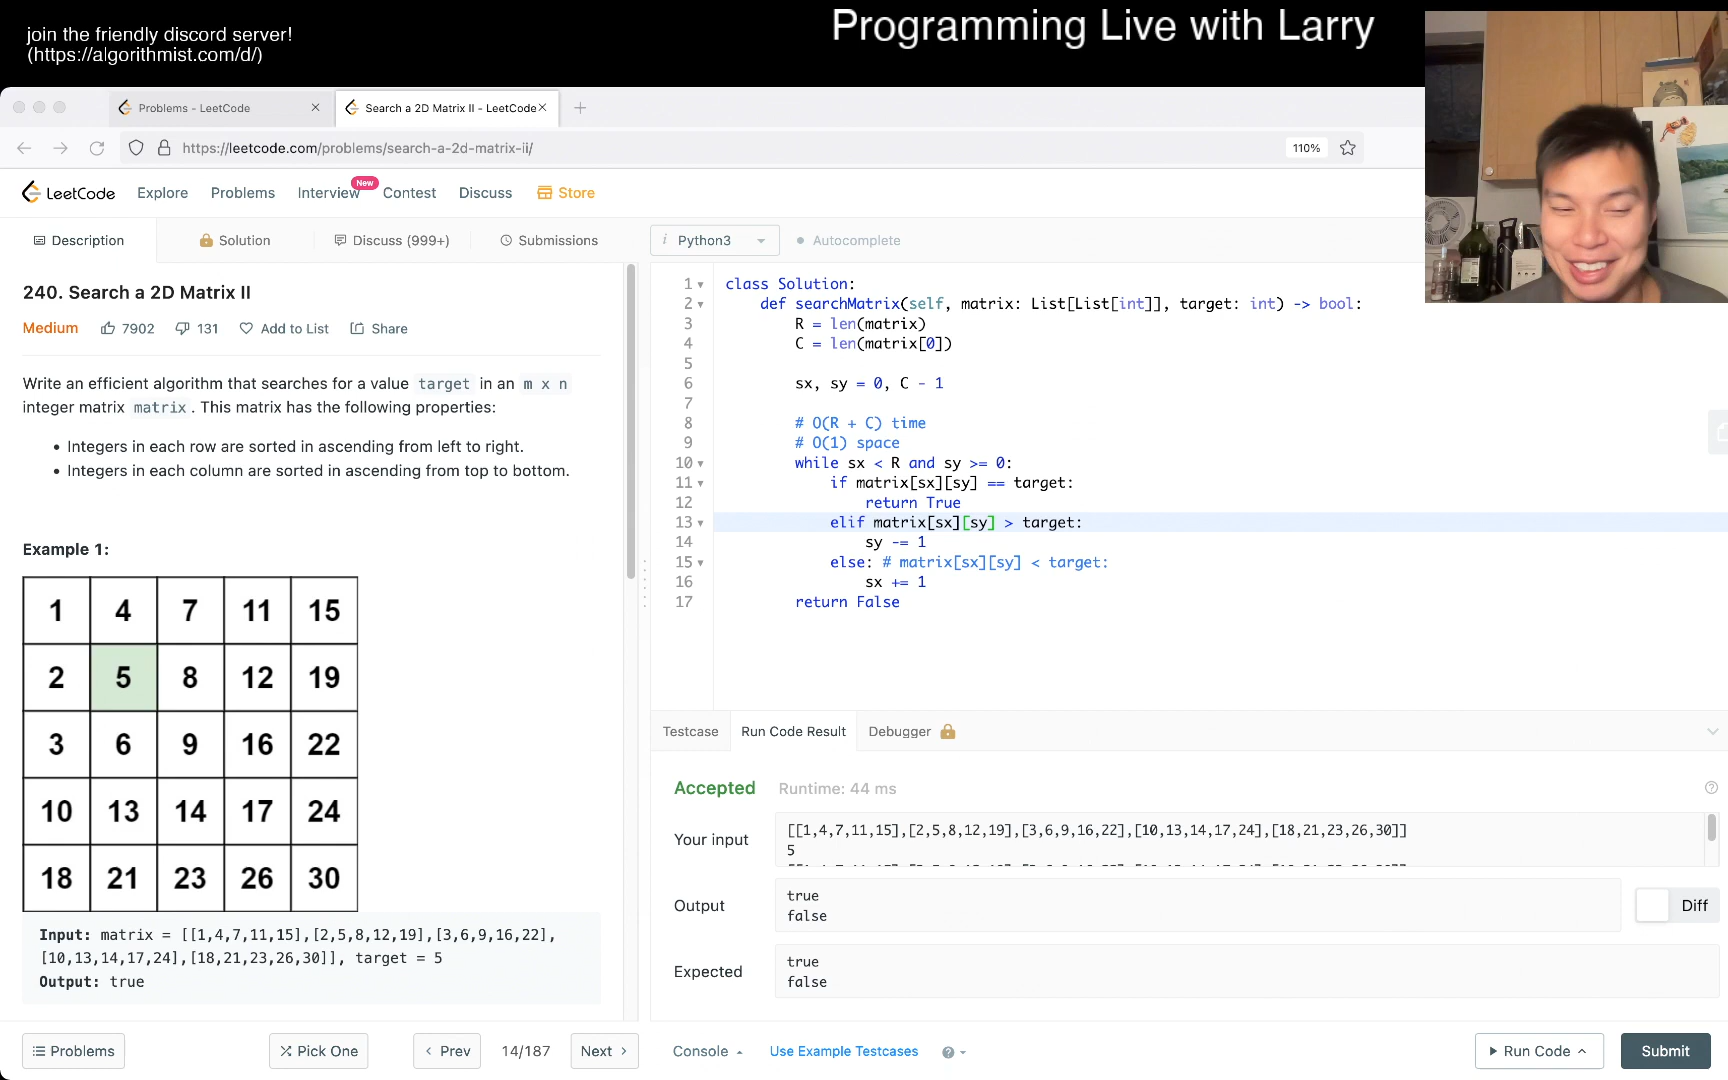 join the friendly discord server!
(https://algorithmist.com/d/)
Programming Live with Larry
Problems - LeetCode
Search a 2D Matrix II - LeetCode
https://leetcode.com/problems/search-a-2d-matrix-ii/
110%
LeetCode
Explore
Problems
Interview
New
Contest
Discuss
Store
Description
Solution
Discuss (999+)
Submissions
i Python3
Autocomplete
240. Search a 2D Matrix II
Medium
7902
131
Add to List
Share
Write an efficient algorithm that searches for a value target in an m x n
integer matrix matrix . This matrix has the following properties:
• Integers in each row are sorted in ascending from left to right.
• Integers in each column are sorted in ascending from top to bottom.
Example 1:
1 4 7 11 15
2 5 8 12 19
3 6 9 16 22
10 13 14 17 24
18 21 23 26 30
Input: matrix = [[1,4,7,11,15],[2,5,8,12,19],[3,6,9,16,22],
[10,13,14,17,24],[18,21,23,26,30]], target = 5
Output: true
1 class Solution:
2 def searchMatrix(self, matrix: List[List[int]], target: int) -> bool:
3 R = len(matrix)
4 C = len(matrix[0])
5
6 sx, sy = 0, C - 1
7
8 # O(R + C) time
9 # O(1) space
10 while sx < R and sy >= 0:
11 if matrix[sx][sy] == target:
12 return True
13 elif matrix[sx][sy] > target:
14 sy -= 1
15 else: # matrix[sx][sy] < target:
16 sx += 1
17 return False
Testcase
Run Code Result
Debugger
Accepted
Runtime: 44 ms
Your input
[[1,4,7,11,15],[2,5,8,12,19],[3,6,9,16,22],[10,13,14,17,24],[18,21,23,26,30]]
5
Output
true
false
Diff
Expected
true
false
Problems
Pick One
Prev
14/187
Next
Console
Use Example Testcases
Run Code
Submit